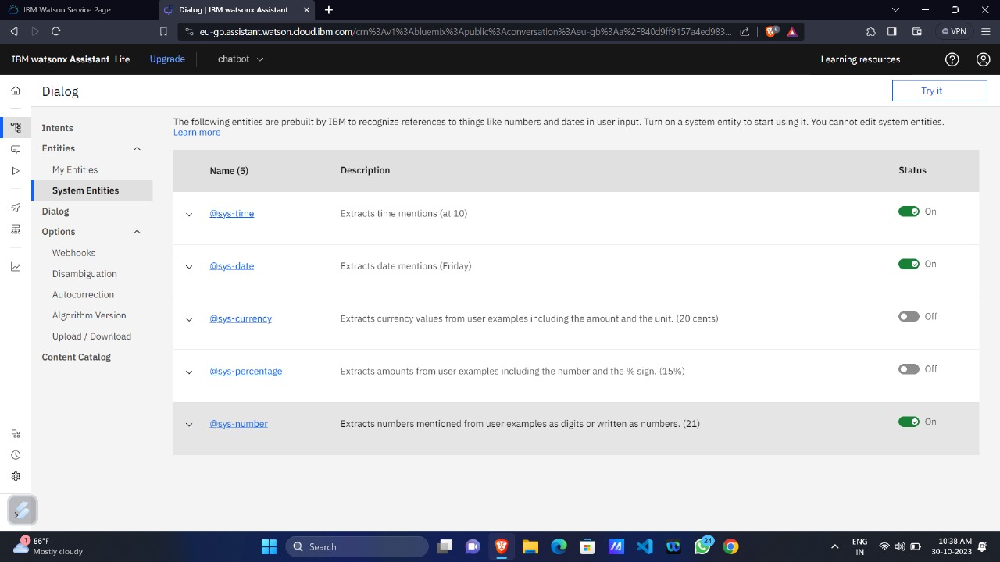 IBM Watson Service Page
Dialog | IBM watsonx Assistant
eu-gb.assistant.watson.cloud.ibm.com/crn%3Av1%3Abluemix%3Apublic%3Aconversation%3Aeu-gb%3Aa%2F840d9ff9157a4ed983...
5
VPN
IBM watsonx Assistant Lite
Upgrade
chatbot
Learning resources
Dialog
Try it
Intents
Entities
My Entities
System Entities
Dialog
Options
Webhooks
Disambiguation
Autocorrection
Algorithm Version
Upload / Download
Content Catalog
The following entities are prebuilt by IBM to recognize references to things like numbers and dates in user input. Turn on a system entity to start using it. You cannot edit system entities.
Learn more
Name (5) Description Status
@sys-time Extracts time mentions (at 10) On
@sys-date Extracts date mentions (Friday) On
@sys-currency Extracts currency values from user examples including the amount and the unit. (20 cents) Off
@sys-percentage Extracts amounts from user examples including the number and the % sign. (15%) Off
@sys-number Extracts numbers mentioned from user examples as digits or written as numbers. (21) On
1
86°F
Mostly cloudy
Search
24
ENG
IN
10:38 AM
30-10-2023